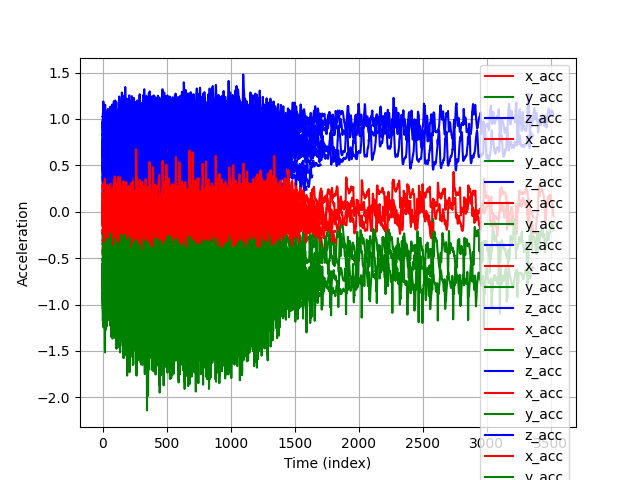 1.5
1.0
0.5
0.0
−0.5
−1.0
−1.5
−2.0
Acceleration
0
500
1000
1500
2000
2500
3000
3500
Time (index)
x_acc
y_acc
z_acc
x_acc
y_acc
z_acc
x_acc
y_acc
z_acc
x_acc
y_acc
z_acc
x_acc
y_acc
z_acc
x_acc
y_acc
z_acc
x_acc
y_acc